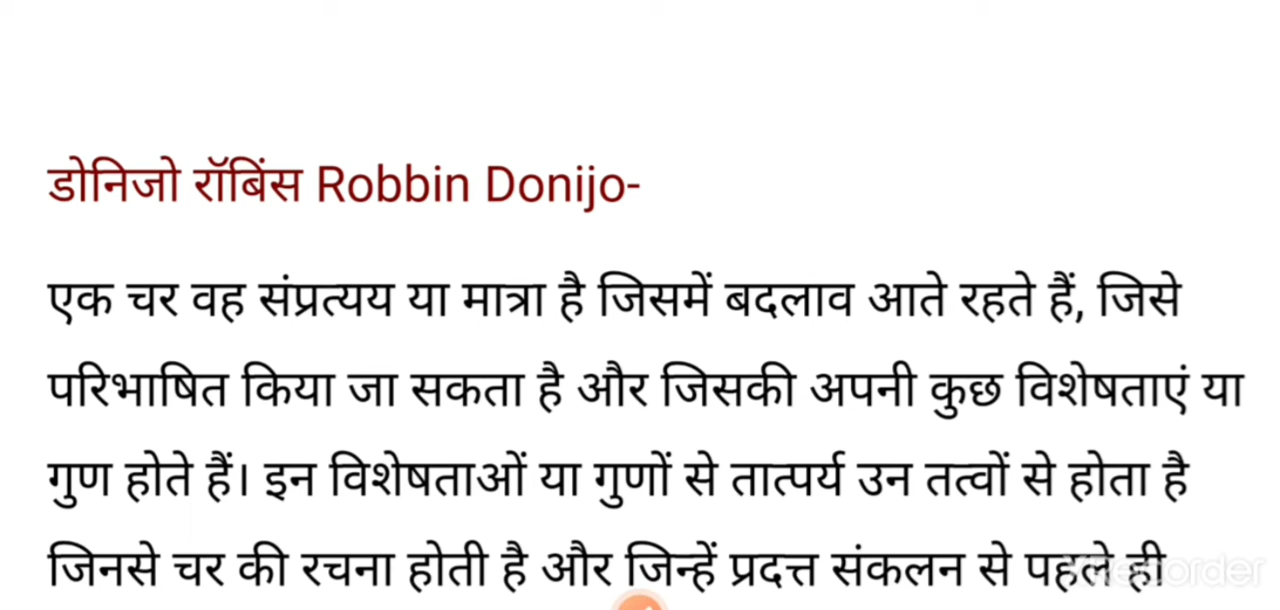 डोनिजो रॉबिंस Robbin Donijo-
एक चर वह संप्रत्यय या मात्रा है जिसमें बदलाव आते रहते हैं, जिसे
परिभाषित किया जा सकता है और जिसकी अपनी कुछ विशेषताएं या
गुण होते हैं। इन विशेषताओं या गुणों से तात्पर्य उन तत्वों से होता है
जिनसे चर की रचना होती है और जिन्हें प्रदत्त संकलन से पहले ही
XRecorder